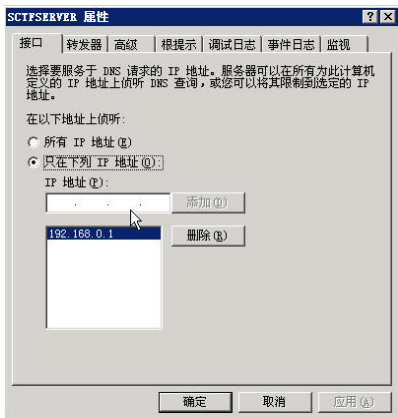 SCTFSERVER 属性
接口 转发器 高级 根提示 调试日志 事件日志 监视
选择要服务于 DNS 请求的 IP 地址。服务器可以在所有为此计算机
定义的 IP 地址上侦听 DNS 查询,或您可以将其限制到选定的 IP
地址。
在以下地址上侦听:
所有 IP 地址(E)
只在下列 IP 地址(O):
IP 地址(P):
. . . 添加(D)
192.168.0.1 删除(R)
确定 取消 应用(A)